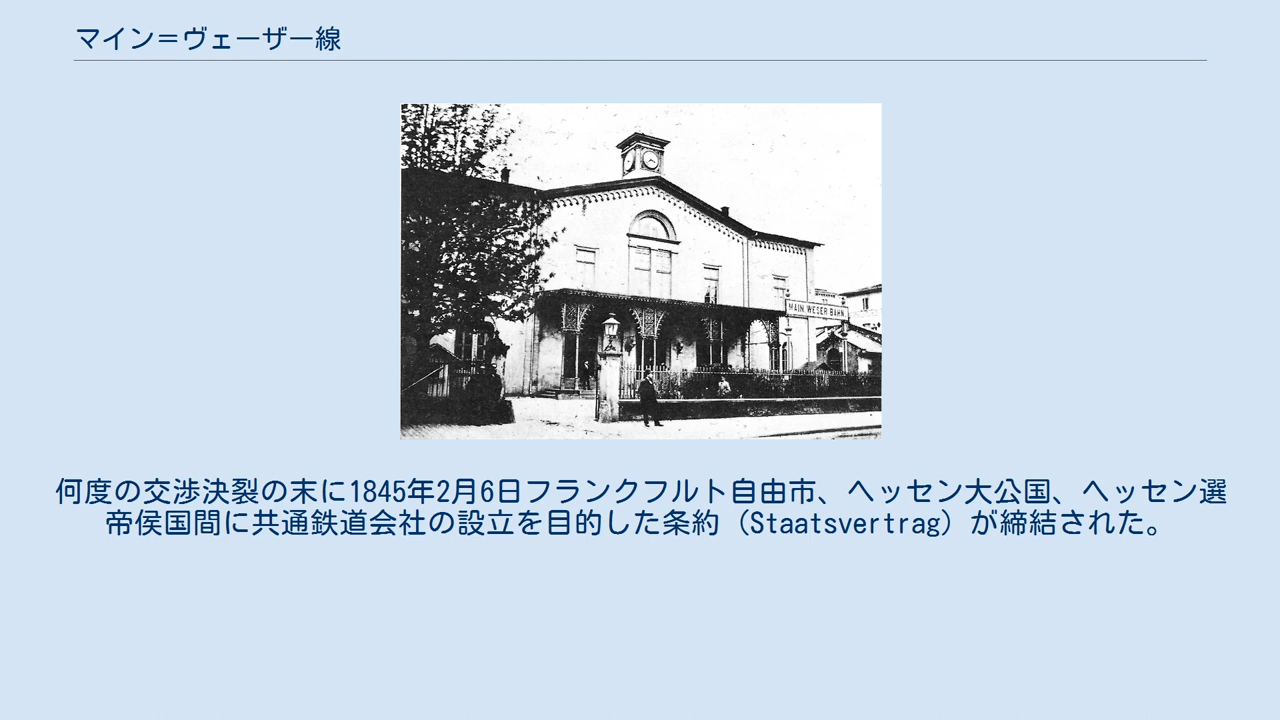 マイン＝ヴェーザー線
MAIN WESER BAHN
何度の交渉決裂の末に1845年2月6日フランクフルト自由市、ヘッセン大公国、ヘッセン選
帝侯国間に共通鉄道会社の設立を目的した条約（Staatsvertrag）が締結された。